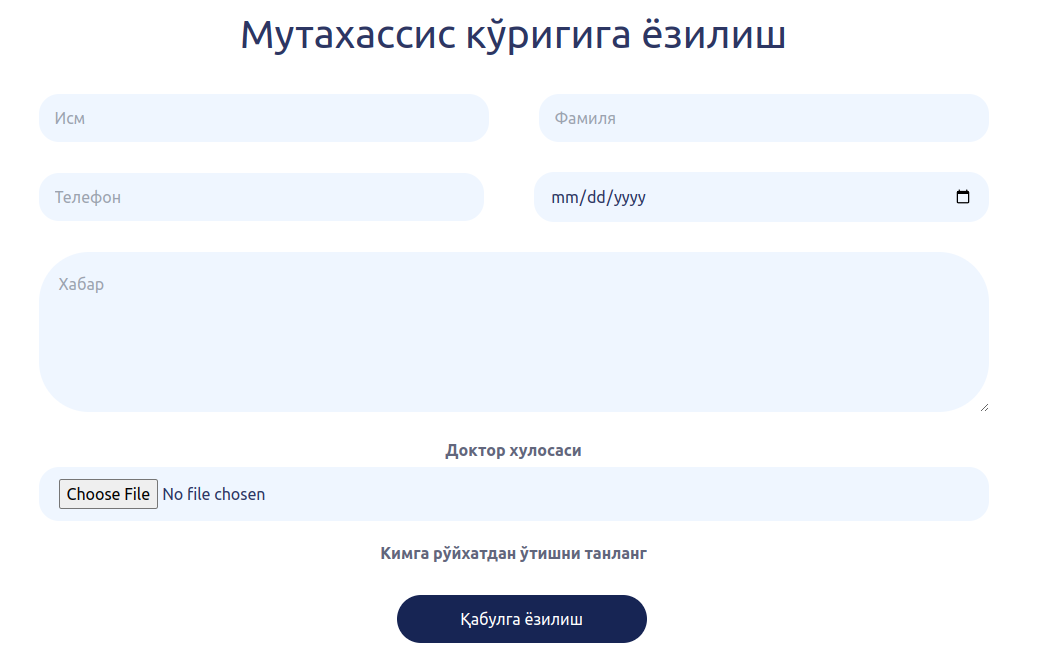 Мутахассис кўригига ёзилиш
Исм Фамиля
Телефон mm/dd/yyyy
Хабар
Доктор хулосаси
Choose File No file chosen
Кимга рўйхатдан ўтишни танланг
Қабулга ёзилиш